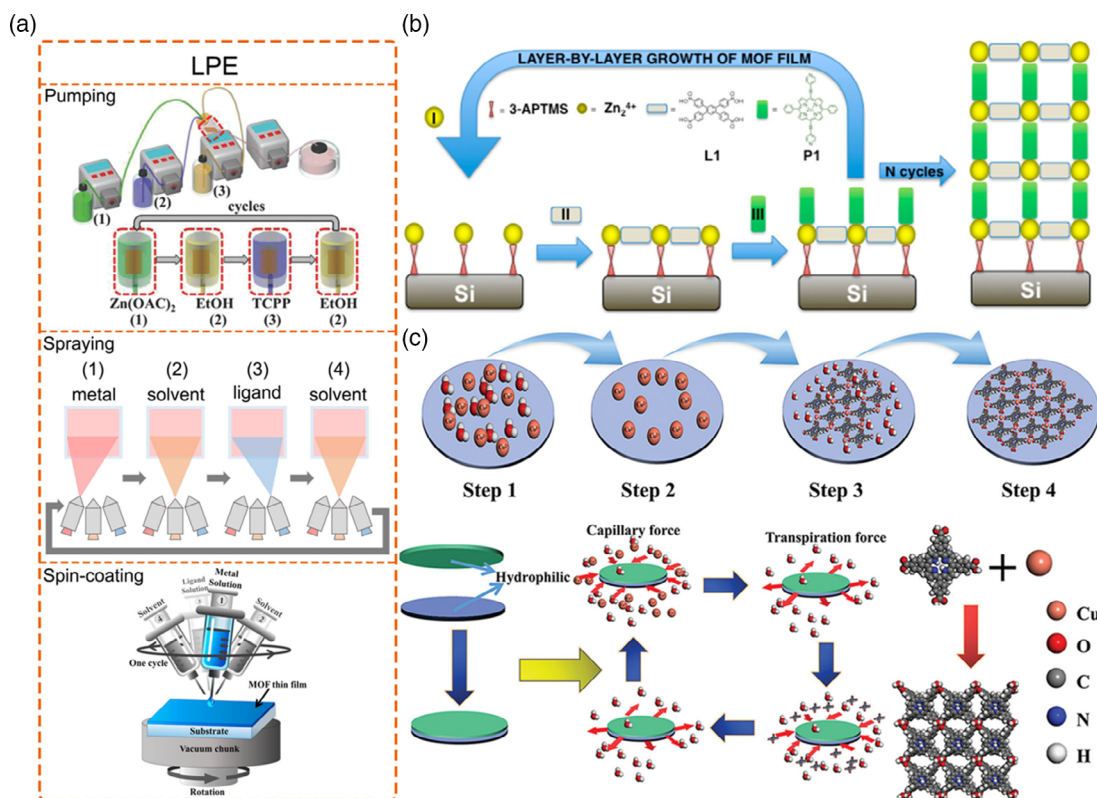 (a)
LPE
Pumping
(1)
(2)
(3)
cycles
Zn(OAC)₂
EtOH
TCPP
EtOH
(1)
(2)
(3)
(2)
Spraying
(1)
(2)
(3)
(4)
metal
solvent
ligand
solvent
Spin-coating
Metal
Solution
1
Ligand
Solution
3
Solvent
4
Solvent
2
One cycle
MOF thin film
Substrate
Vacuum chunk
Rotation
(b)
LAYER-BY-LAYER GROWTH OF MOF FILM
I
= 3-APTMS
= Zn₂⁴⁺
=
=
L1
P1
N cycles
II
III
Si
Si
Si
Si
(c)
Step 1
Step 2
Step 3
Step 4
Hydrophilic
Capillary force
Transpiration force
+
Cu
O
C
N
H